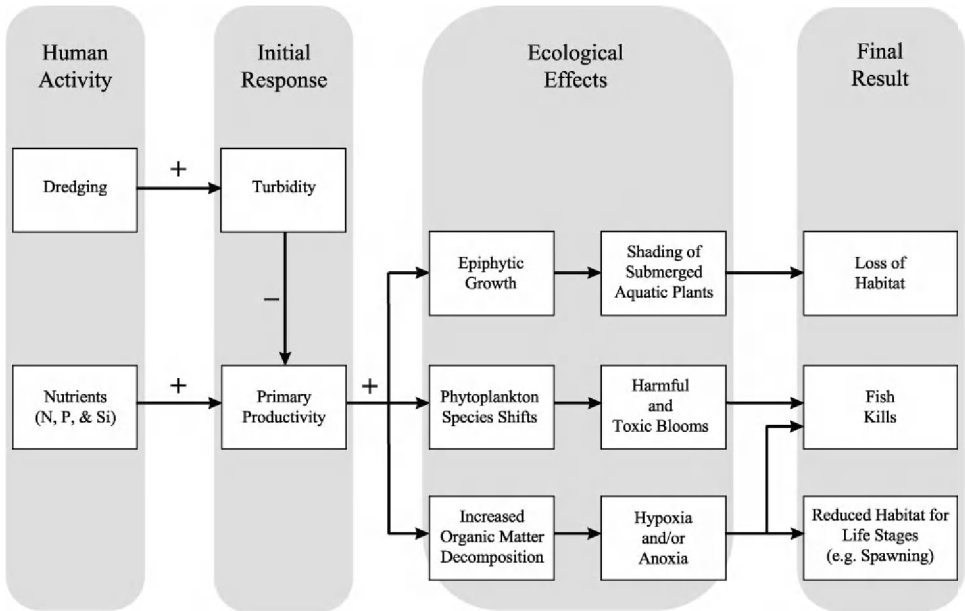 Human
Activity
Initial
Response
Ecological
Effects
Final
Result
Dredging
+
Turbidity
−
Epiphytic
Growth
Shading of
Submerged
Aquatic Plants
Loss of
Habitat
Nutrients
(N, P, & Si)
+
Primary
Productivity
+
Phytoplankton
Species Shifts
Harmful
and
Toxic Blooms
Fish
Kills
Increased
Organic Matter
Decomposition
Hypoxia
and/or
Anoxia
Reduced Habitat for
Life Stages
(e.g. Spawning)